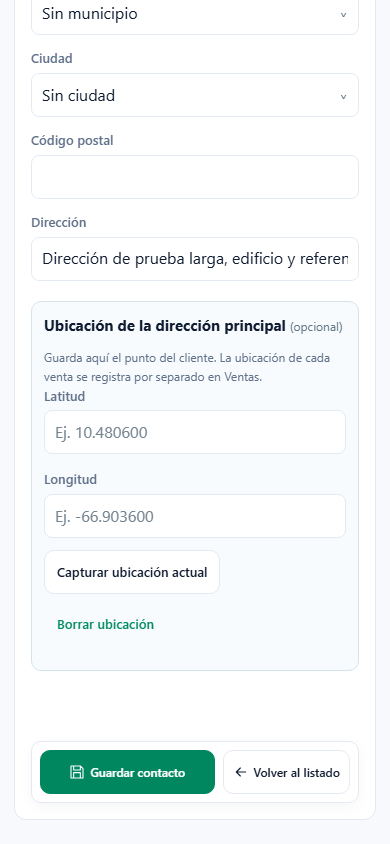 Sin municipio
Ciudad
Sin ciudad
Código postal
Dirección
Dirección de prueba larga, edificio y referen
Ubicación de la dirección principal (opcional)
Guarda aquí el punto del cliente. La ubicación de cada
venta se registra por separado en Ventas.
Latitud
Ej. 10.480600
Longitud
Ej. -66.903600
Capturar ubicación actual
Borrar ubicación
Guardar contacto
Volver al listado